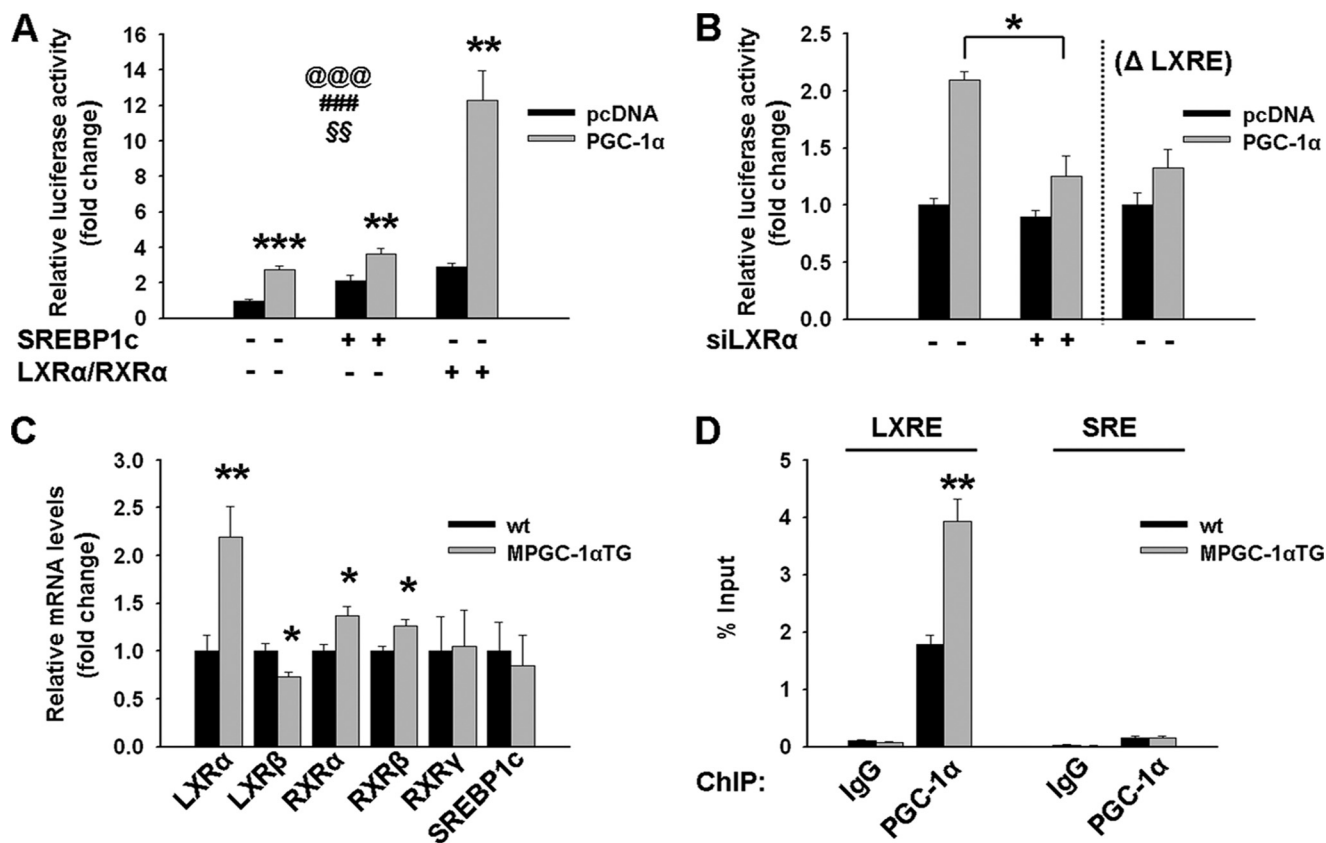 A
Relative luciferase activity
(fold change)
16
14
12
10
8
6
4
2
0
@@@
###
§§
***
**
**
pcDNA
PGC-1α
SREBP1c - - + + - -
LXRα/RXRα - - - - + +
B
Relative luciferase activity
(fold change)
2.5
2.0
1.5
1.0
0.5
0.0
*
(Δ LXRE)
pcDNA
PGC-1α
siLXRα - - + + - -
C
Relative mRNA levels
(fold change)
3.0
2.5
2.0
1.5
1.0
0.5
0.0
**
*
*
*
wt
MPGC-1αTG
LXRα
LXRβ
RXRα
RXRβ
RXRγ
SREBP1c
D
LXRE SRE
% Input
5
4
3
2
1
0
**
wt
MPGC-1αTG
ChIP:
IgG
PGC-1α
IgG
PGC-1α